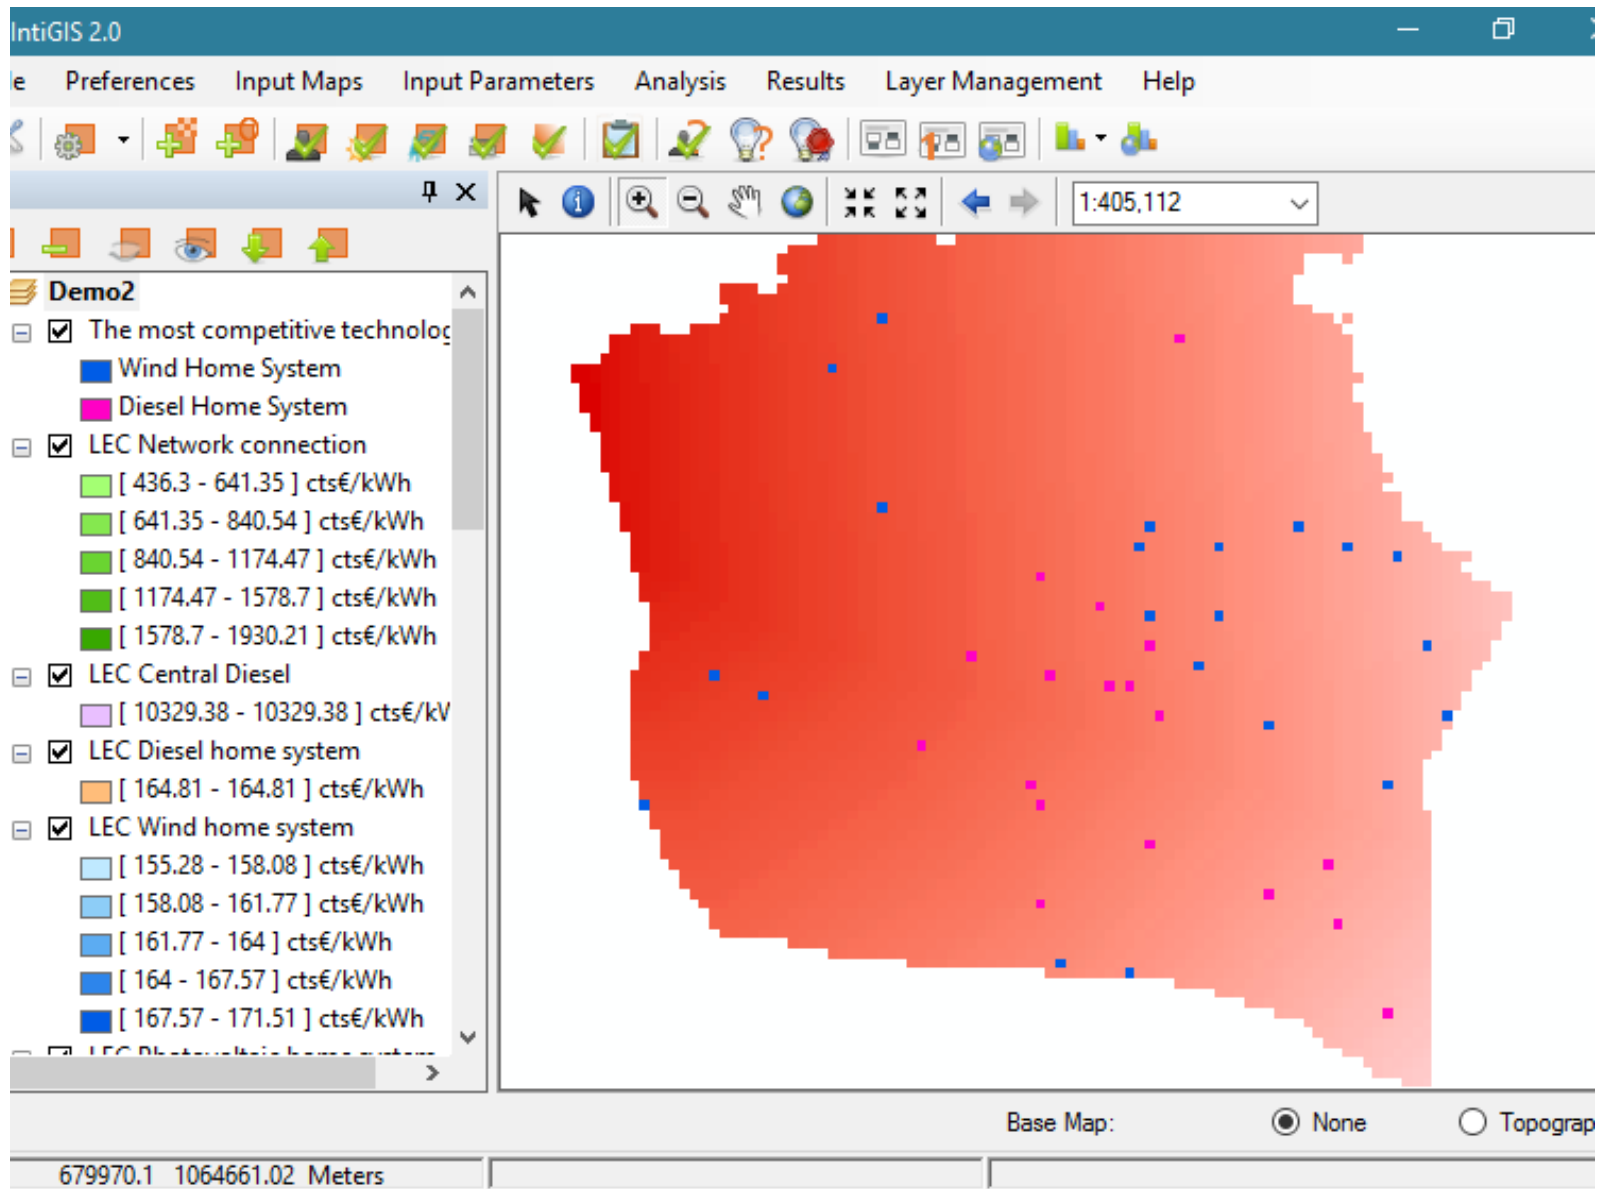 IntiGIS 2.0
le Preferences Input Maps Input Parameters Analysis Results Layer Management Help
1:405,112
Demo2
The most competitive technolog
Wind Home System
Diesel Home System
LEC Network connection
[ 436.3 - 641.35 ] cts€/kWh
[ 641.35 - 840.54 ] cts€/kWh
[ 840.54 - 1174.47 ] cts€/kWh
[ 1174.47 - 1578.7 ] cts€/kWh
[ 1578.7 - 1930.21 ] cts€/kWh
LEC Central Diesel
[ 10329.38 - 10329.38 ] cts€/kW
LEC Diesel home system
[ 164.81 - 164.81 ] cts€/kWh
LEC Wind home system
[ 155.28 - 158.08 ] cts€/kWh
[ 158.08 - 161.77 ] cts€/kWh
[ 161.77 - 164 ] cts€/kWh
[ 164 - 167.57 ] cts€/kWh
[ 167.57 - 171.51 ] cts€/kWh
LEC Photovoltaic home system
Base Map: None Topograp
679970.1 1064661.02 Meters